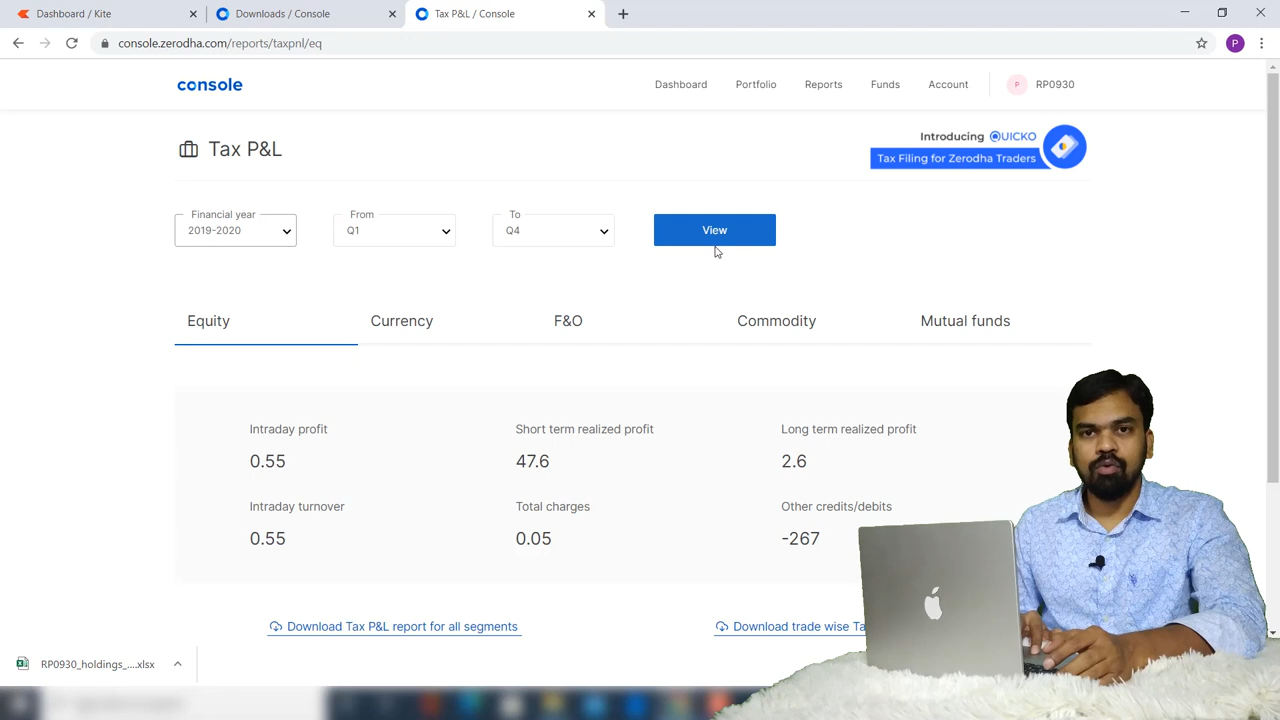 Dashboard / Kite
Downloads / Console
Tax P&L / Console
console.zerodha.com/reports/taxpnl/eq
P
console
Dashboard
Portfolio
Reports
Funds
Account
P
RP0930
Tax P&L
Introducing QUICKO
Tax Filing for Zerodha Traders
Financial year
2019-2020
From
Q1
To
Q4
View
Equity
Currency
F&O
Commodity
Mutual funds
Intraday profit
Short term realized profit
Long term realized profit
0.55
47.6
2.6
Intraday turnover
Total charges
Other credits/debits
0.55
0.05
-267
Download Tax P&L report for all segments
Download trade wise Ta
RP0930_holdings_....xlsx